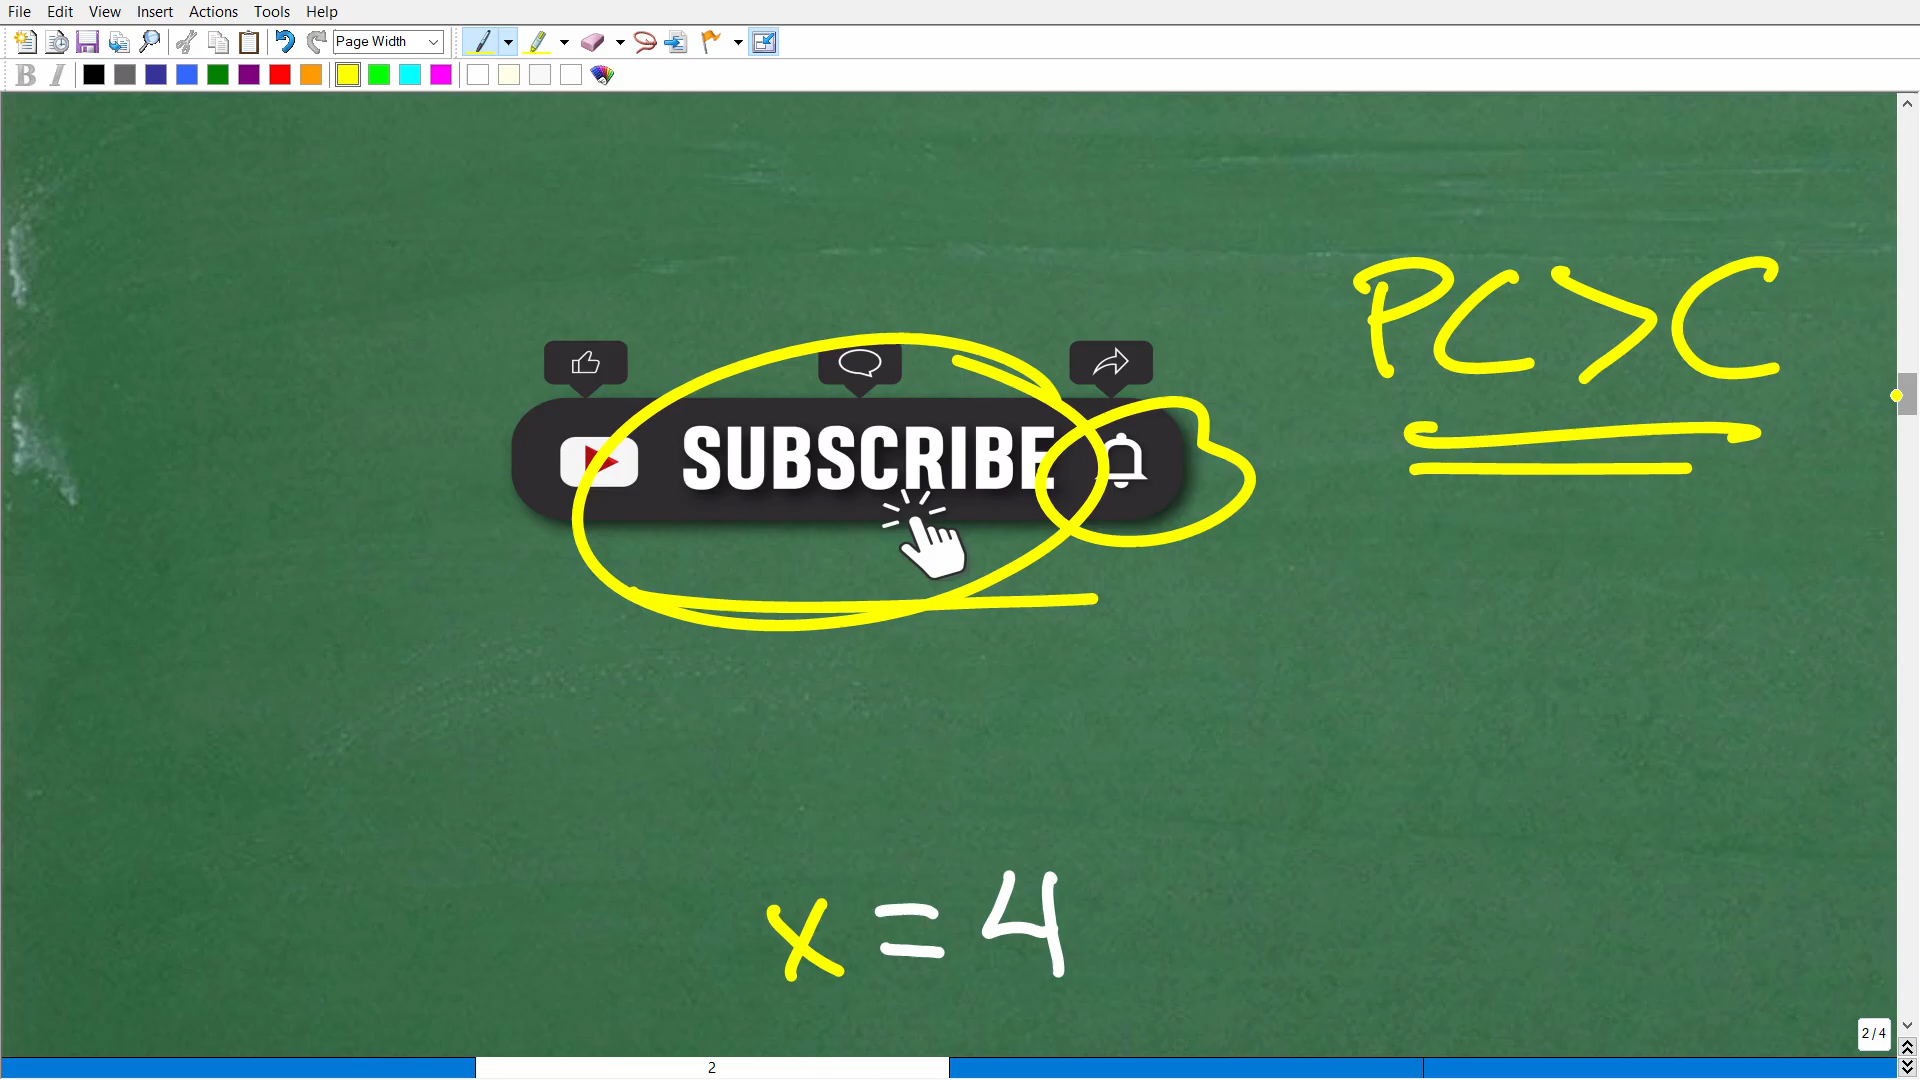 File Edit View Insert Actions Tools Help
Page Width
B I
PC>C
SUBSCRIBE
x = 4
2 / 4
2